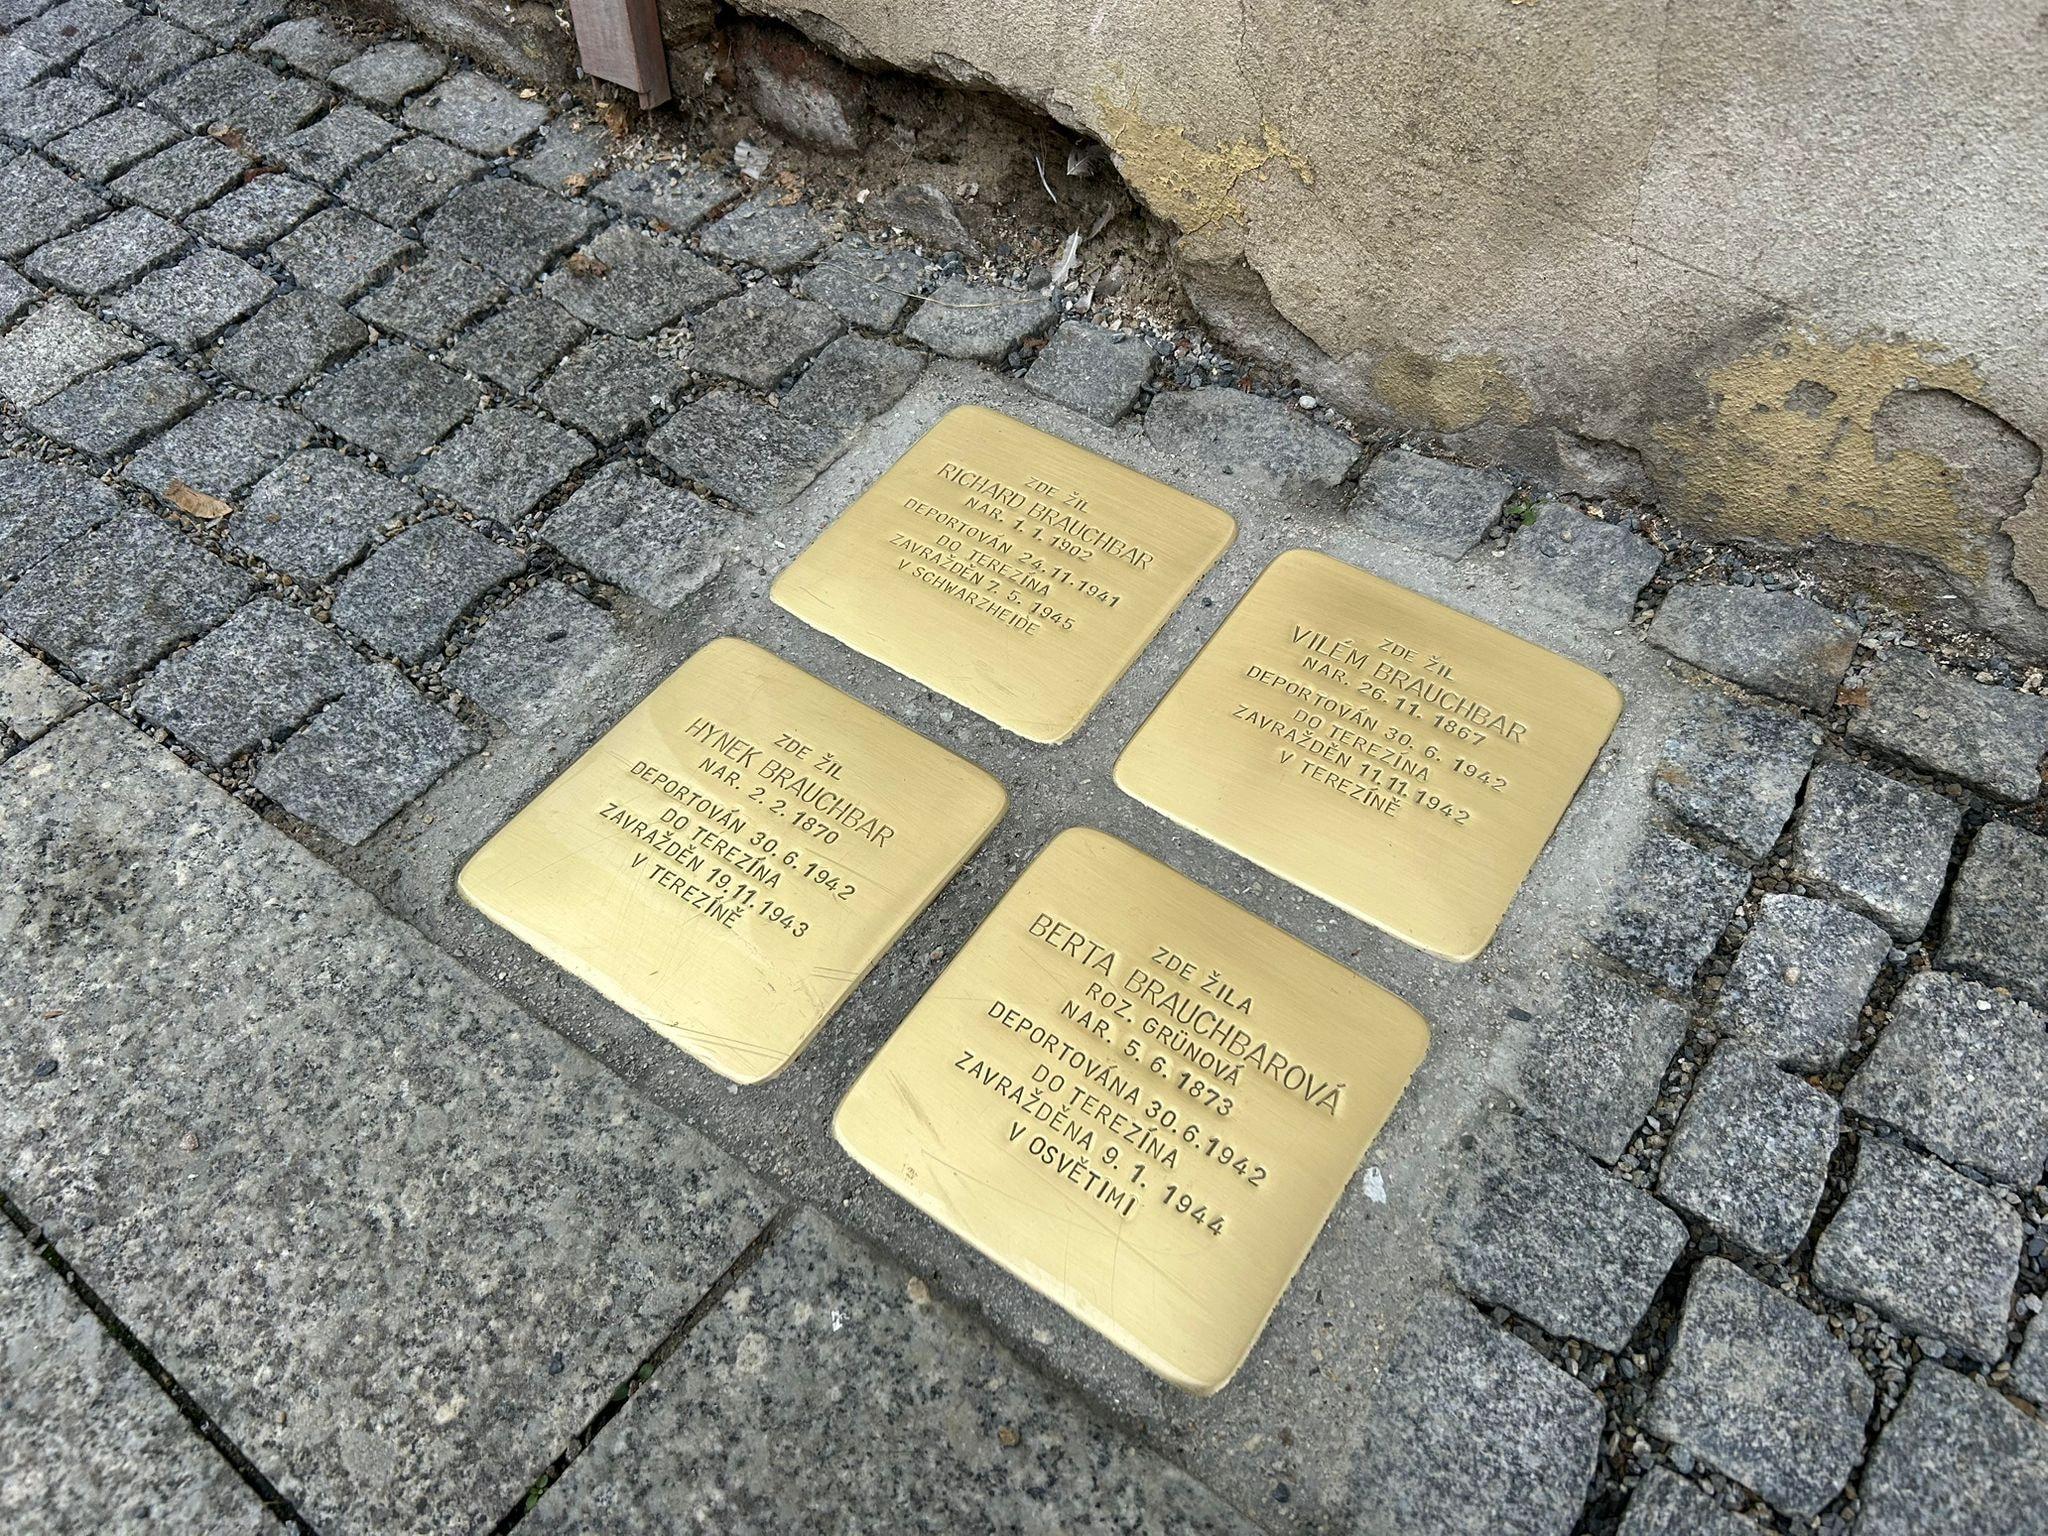 ZDE ŽIL
RICHARD BRAUCHBAR
NAR. 1. 1. 1902
DEPORTOVÁN 24. 11. 1941
DO TEREZÍNA
ZAVRAŽDĚN 7. 5. 1945
V SCHWARZHEIDE
ZDE ŽIL
VILÉM BRAUCHBAR
NAR. 26. 11. 1867
DEPORTOVÁN 30. 6. 1942
DO TEREZÍNA
ZAVRAŽDĚN 11. 11. 1942
V TEREZÍNĚ
ZDE ŽIL
HYNEK BRAUCHBAR
NAR. 2. 2. 1870
DEPORTOVÁN 30. 6. 1942
DO TEREZÍNA
ZAVRAŽDĚN 19. 11. 1943
V TEREZÍNĚ
ZDE ŽILA
BERTA BRAUCHBAROVÁ
ROZ. GRÜNOVÁ
NAR. 5. 6. 1873
DEPORTOVÁNA 30. 6. 1942
DO TEREZÍNA
ZAVRAŽDĚNA 9. 1. 1944
V OSVĚTIMI